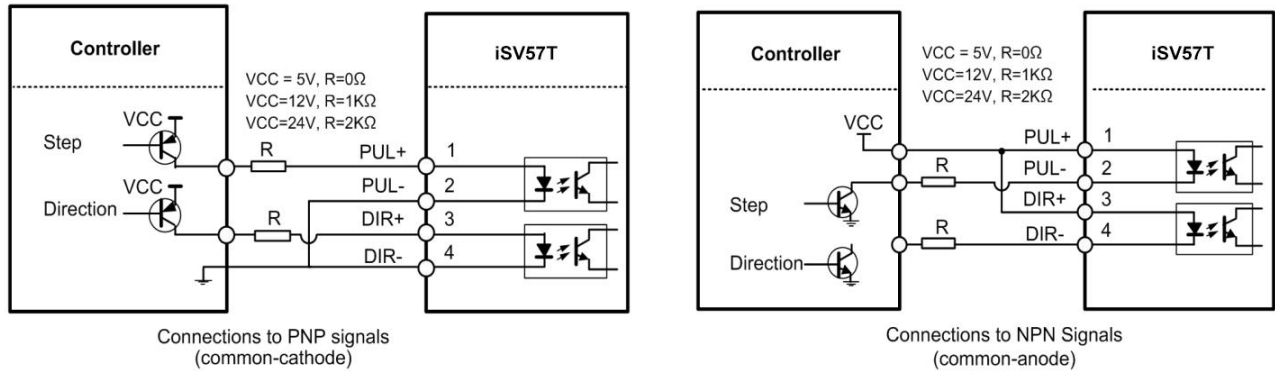 Controller
iSV57T
VCC = 5V, R=0Ω
VCC=12V, R=1KΩ
VCC=24V, R=2KΩ
VCC
Step
R
PUL+
1
PUL-
2
VCC
Direction
R
DIR+
3
DIR-
4
Connections to PNP signals
(common-cathode)
Controller
iSV57T
VCC = 5V, R=0Ω
VCC=12V, R=1KΩ
VCC=24V, R=2KΩ
VCC
PUL+
1
R
PUL-
2
Step
DIR+
3
R
DIR-
4
Direction
Connections to NPN Signals
(common-anode)